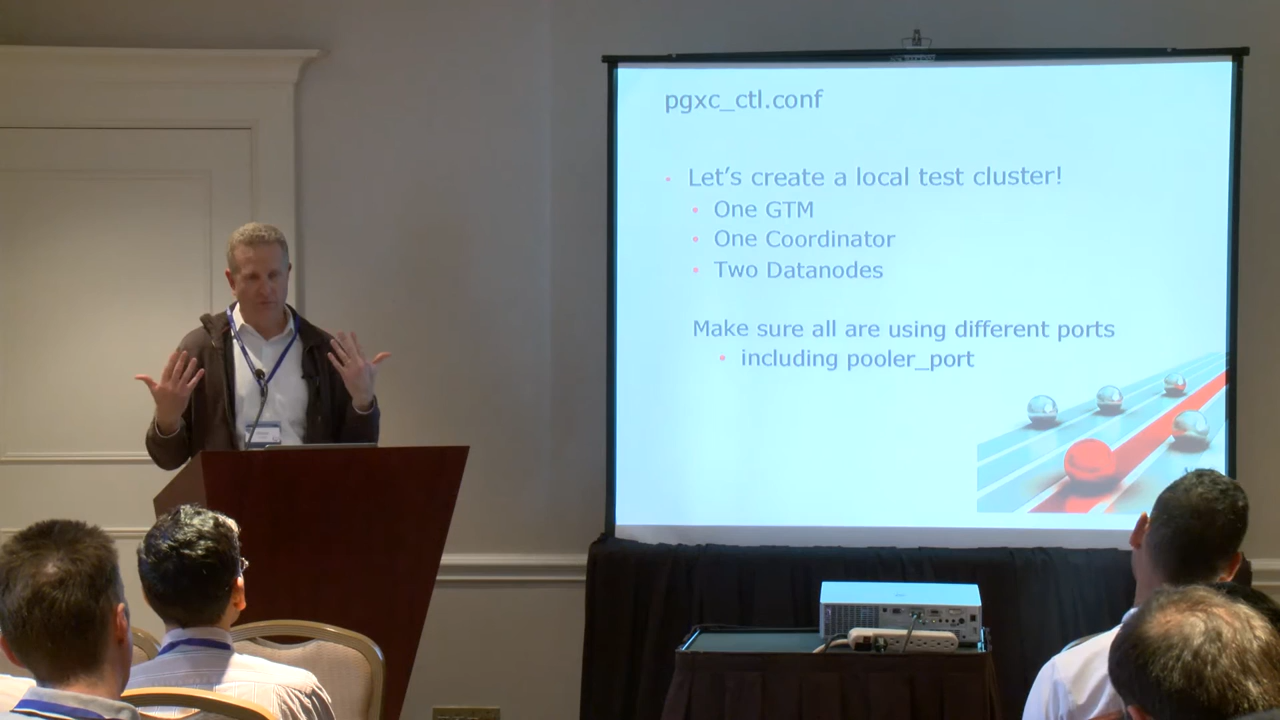 pgxc_ctl.conf
Let's create a local test cluster!
One GTM
One Coordinator
Two Datanodes
Make sure all are using different ports
including pooler_port